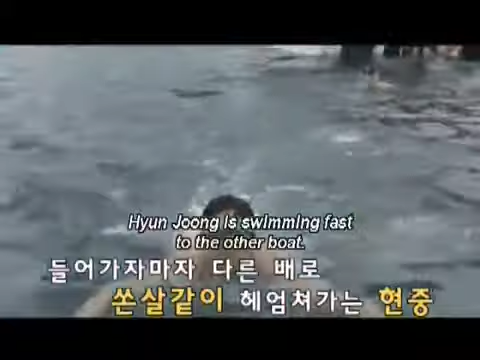 Hyun Joong is swimming fast
to the other boat.
들어가자마자 다른 배로
쏜살같이 헤엄쳐가는 현중